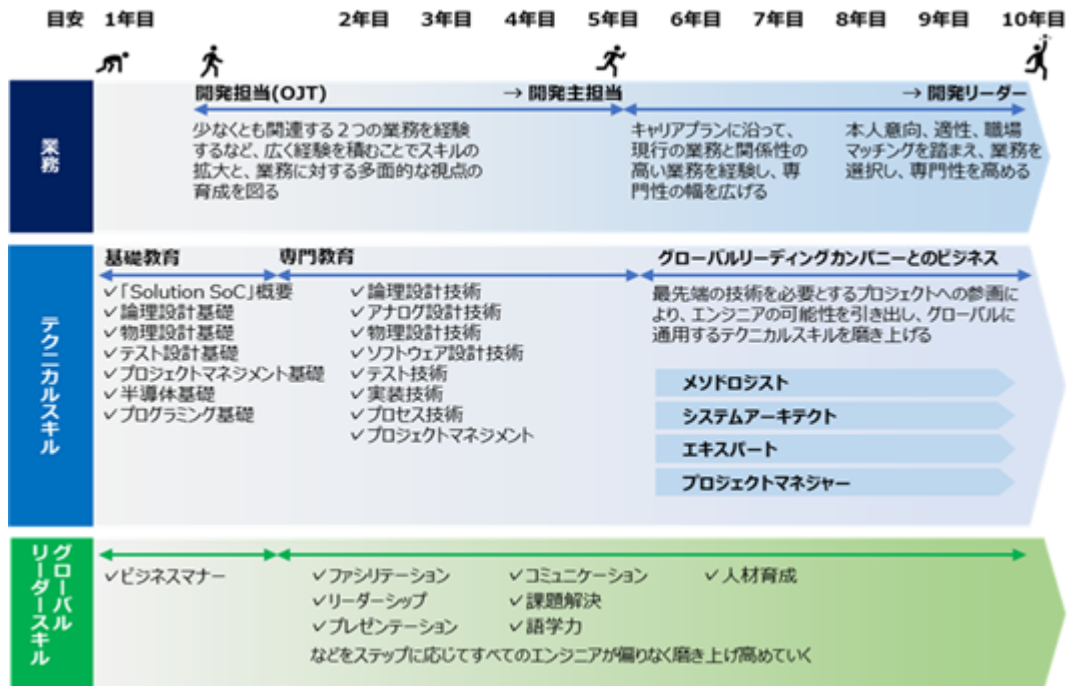 目安 1年目 2年目 3年目 4年目 5年目 6年目 7年目 8年目 9年目 10年目
業務
開発担当(OJT) → 開発主担当 → 開発リーダー
少なくとも関連する２つの業務を経験
するなど、広く経験を積むことでスキルの
拡大と、業務に対する多面的な視点の
育成を図る
キャリアプランに沿って、
現行の業務と関係性の
高い業務を経験し、専
門性の幅を広げる
本人意向、適性、職場
マッチングを踏まえ、業務を
選択し、専門性を高める
テクニカルスキル
基礎教育
✓「Solution SoC」概要
✓論理設計基礎
✓物理設計基礎
✓テスト設計基礎
✓プロジェクトマネジメント基礎
✓半導体基礎
✓プログラミング基礎
専門教育
✓論理設計技術
✓アナログ設計技術
✓物理設計技術
✓ソフトウェア設計技術
✓テスト技術
✓実装技術
✓プロセス技術
✓プロジェクトマネジメント
グローバルリーディングカンパニーとのビジネス
最先端の技術を必要とするプロジェクトへの参画に
より、エンジニアの可能性を引き出し、グローバルに
通用するテクニカルスキルを磨き上げる
メソドロジスト
システムアーキテクト
エキスパート
プロジェクトマネジャー
グローバル
リーダースキル
✓ビジネスマナー
✓ファシリテーション
✓リーダーシップ
✓プレゼンテーション
✓コミュニケーション
✓課題解決
✓語学力
✓人材育成
などをステップに応じてすべてのエンジニアが偏りなく磨き上げ高めていく